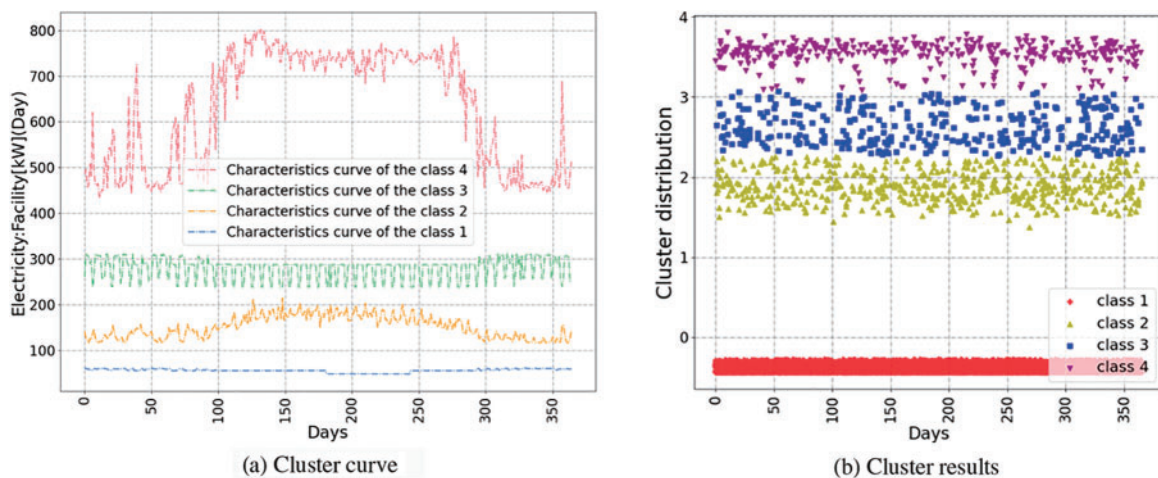 800
700
600
500
400
300
200
100
Electricity:Facility[kW](Day)
Characteristics curve of the class 4
Characteristics curve of the class 3
Characteristics curve of the class 2
Characteristics curve of the class 1
0
50
100
150
200
250
300
350
Days
(a) Cluster curve
4
3
2
1
0
Cluster distribution
class 1
class 2
class 3
class 4
0
50
100
150
200
250
300
350
Days
(b) Cluster results